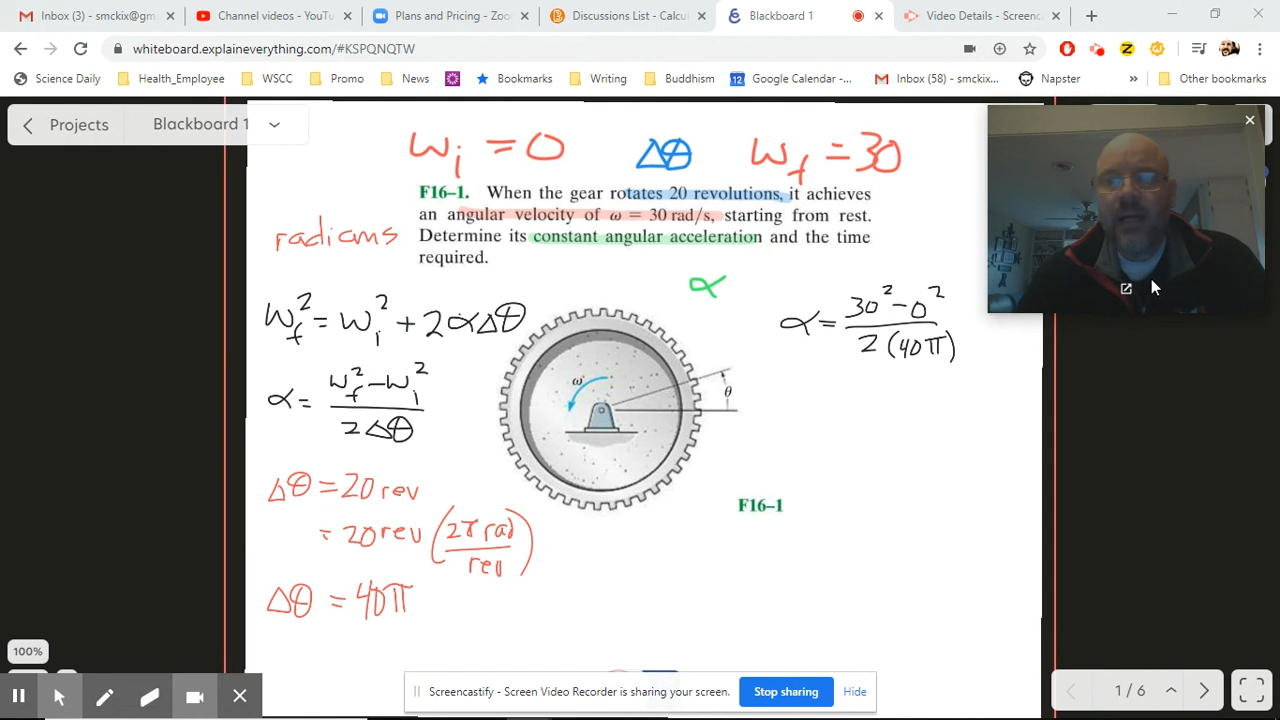 Inbox (3) - smckix@gm
Channel videos - YouTu
Plans and Pricing - Zoo
Discussions List - Calcu
Blackboard 1
Video Details - Screenca
whiteboard.explaineverything.com/#KSPQNQTW
Science Daily
Health_Employee
WSCC
Promo
News
Bookmarks
Writing
Buddhism
Google Calendar -...
Inbox (58) - smckix...
Napster
»
Other bookmarks
Projects
Blackboard 1
ωi = 0
Δθ
ωf = 30
F16–1. When the gear rotates 20 revolutions, it achieves
an angular velocity of ω = 30 rad/s, starting from rest.
Determine its constant angular acceleration and the time
required.
radians
α
ωf² = ωi² + 2αΔθ
α = (ωf² − ωi²) / 2Δθ
α = (30² − 0²) / 2(40π)
ω
θ
F16–1
Δθ = 20 rev
= 20 rev (2π rad / rev)
Δθ = 40π
100%
Screencastify - Screen Video Recorder is sharing your screen.
Stop sharing
Hide
1 / 6